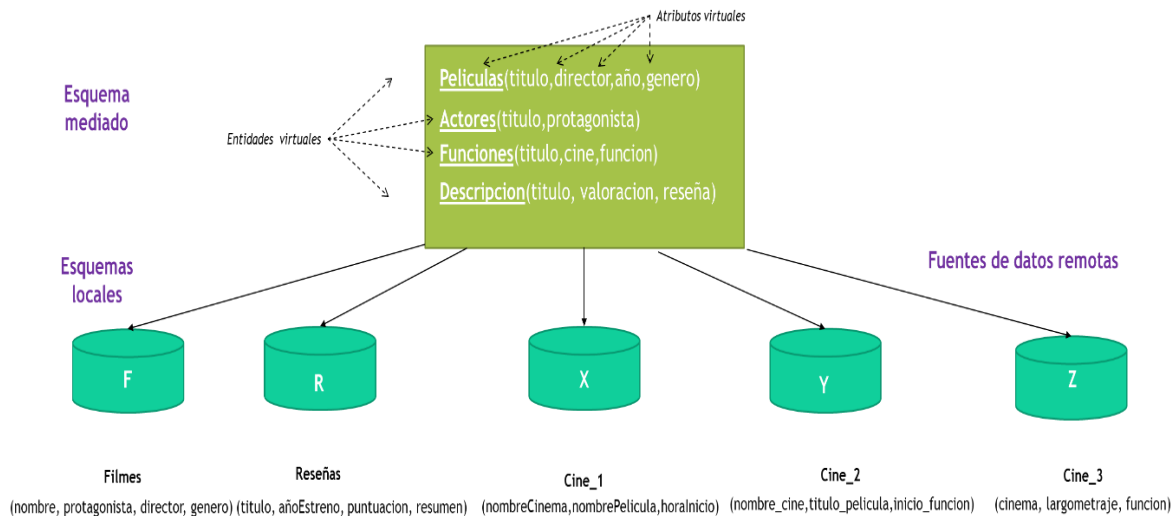 Atributos virtuales
Esquema
mediado
Peliculas(titulo,director,año,genero)
Actores(titulo,protagonista)
Entidades virtuales
Funciones(titulo,cine,funcion)
Descripcion(titulo, valoracion, reseña)
Esquemas
locales
Fuentes de datos remotas
F
R
X
Y
Z
Filmes
(nombre, protagonista, director, genero)
Reseñas
(titulo, añoEstreno, puntuacion, resumen)
Cine_1
(nombreCinema,nombrePelicula,horaInicio)
Cine_2
(nombre_cine,titulo_pelicula,inicio_funcion)
Cine_3
(cinema, largometraje, funcion)